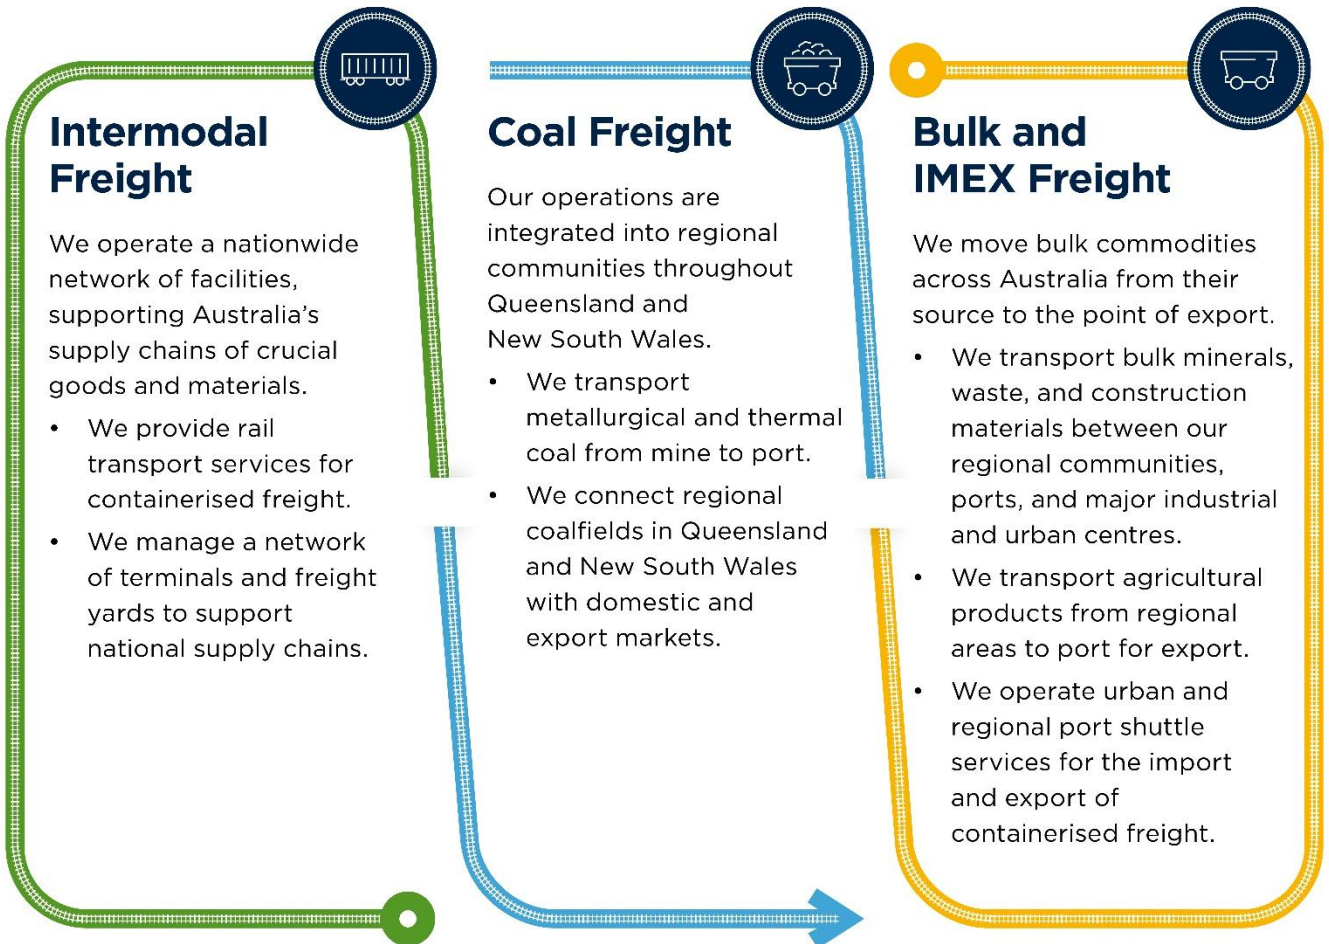 Intermodal
Freight
We operate a nationwide
network of facilities,
supporting Australia’s
supply chains of crucial
goods and materials.
• We provide rail
transport services for
containerised freight.
• We manage a network
of terminals and freight
yards to support
national supply chains.
Coal Freight
Our operations are
integrated into regional
communities throughout
Queensland and
New South Wales.
• We transport
metallurgical and thermal
coal from mine to port.
• We connect regional
coalfields in Queensland
and New South Wales
with domestic and
export markets.
Bulk and
IMEX Freight
We move bulk commodities
across Australia from their
source to the point of export.
• We transport bulk minerals,
waste, and construction
materials between our
regional communities,
ports, and major industrial
and urban centres.
• We transport agricultural
products from regional
areas to port for export.
• We operate urban and
regional port shuttle
services for the import
and export of
containerised freight.